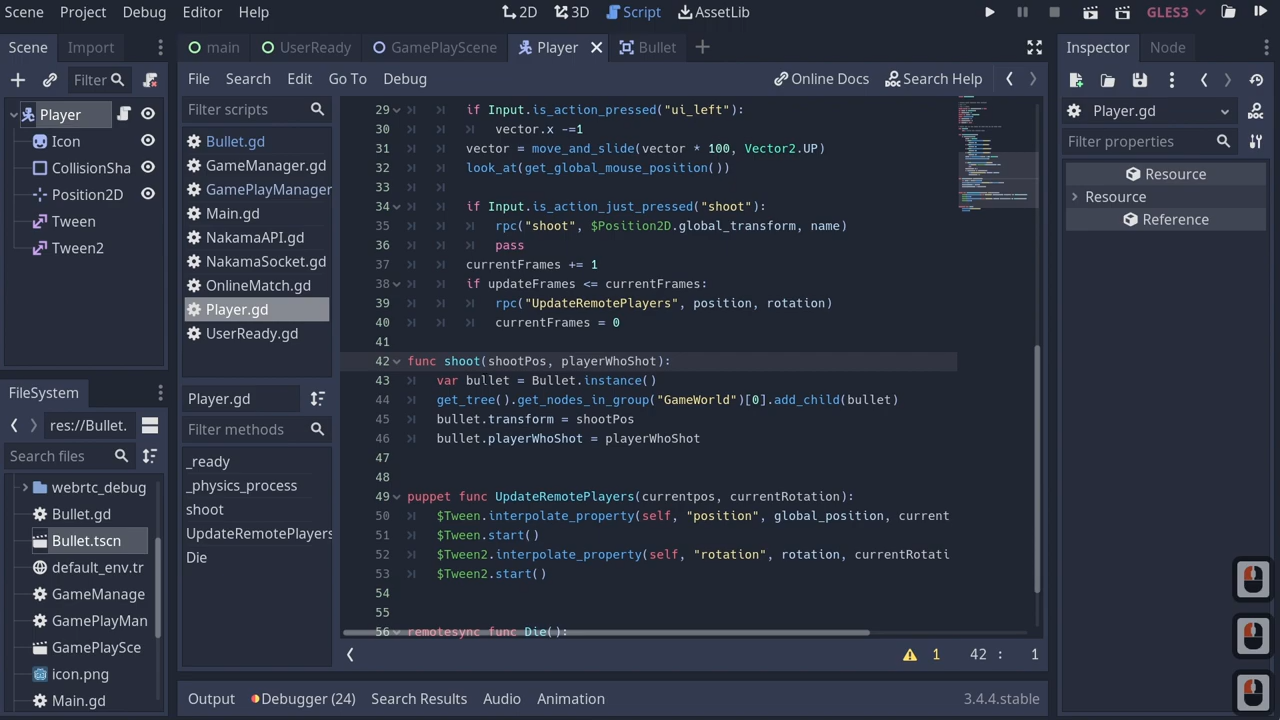 Scene Project Debug Editor Help 2D 3D Script AssetLib GLES3
Scene Import main UserReady GamePlayScene Player Bullet Inspector Node
Filter File Search Edit Go To Debug Online Docs Search Help
Player
Icon
CollisionSha
Position2D
Tween
Tween2
FileSystem
res://Bullet.
Search files
webrtc_debug
Bullet.gd
Bullet.tscn
default_env.tr
GameManage
GamePlayMan
GamePlaySce
icon.png
Main.gd
Filter scripts
Bullet.gd
GameManager.gd
GamePlayManager
Main.gd
NakamaAPI.gd
NakamaSocket.gd
OnlineMatch.gd
Player.gd
UserReady.gd
Player.gd
Filter methods
_ready
_physics_process
shoot
UpdateRemotePlayers
Die
29 if Input.is_action_pressed("ui_left"):
30 vector.x -=1
31 vector = move_and_slide(vector * 100, Vector2.UP)
32 look_at(get_global_mouse_position())
33
34 if Input.is_action_just_pressed("shoot"):
35 rpc("shoot", $Position2D.global_transform, name)
36 pass
37 currentFrames += 1
38 if updateFrames <= currentFrames:
39 rpc("UpdateRemotePlayers", position, rotation)
40 currentFrames = 0
41
42 func shoot(shootPos, playerWhoShot):
43 var bullet = Bullet.instance()
44 get_tree().get_nodes_in_group("GameWorld")[0].add_child(bullet)
45 bullet.transform = shootPos
46 bullet.playerWhoShot = playerWhoShot
47
48
49 puppet func UpdateRemotePlayers(currentpos, currentRotation):
50 $Tween.interpolate_property(self, "position", global_position, current
51 $Tween.start()
52 $Tween2.interpolate_property(self, "rotation", rotation, currentRotati
53 $Tween2.start()
54
55
56 remotesync func Die():
1 42 : 1
Player.gd
Filter properties
Resource
Resource
Reference
Output Debugger (24) Search Results Audio Animation 3.4.4.stable